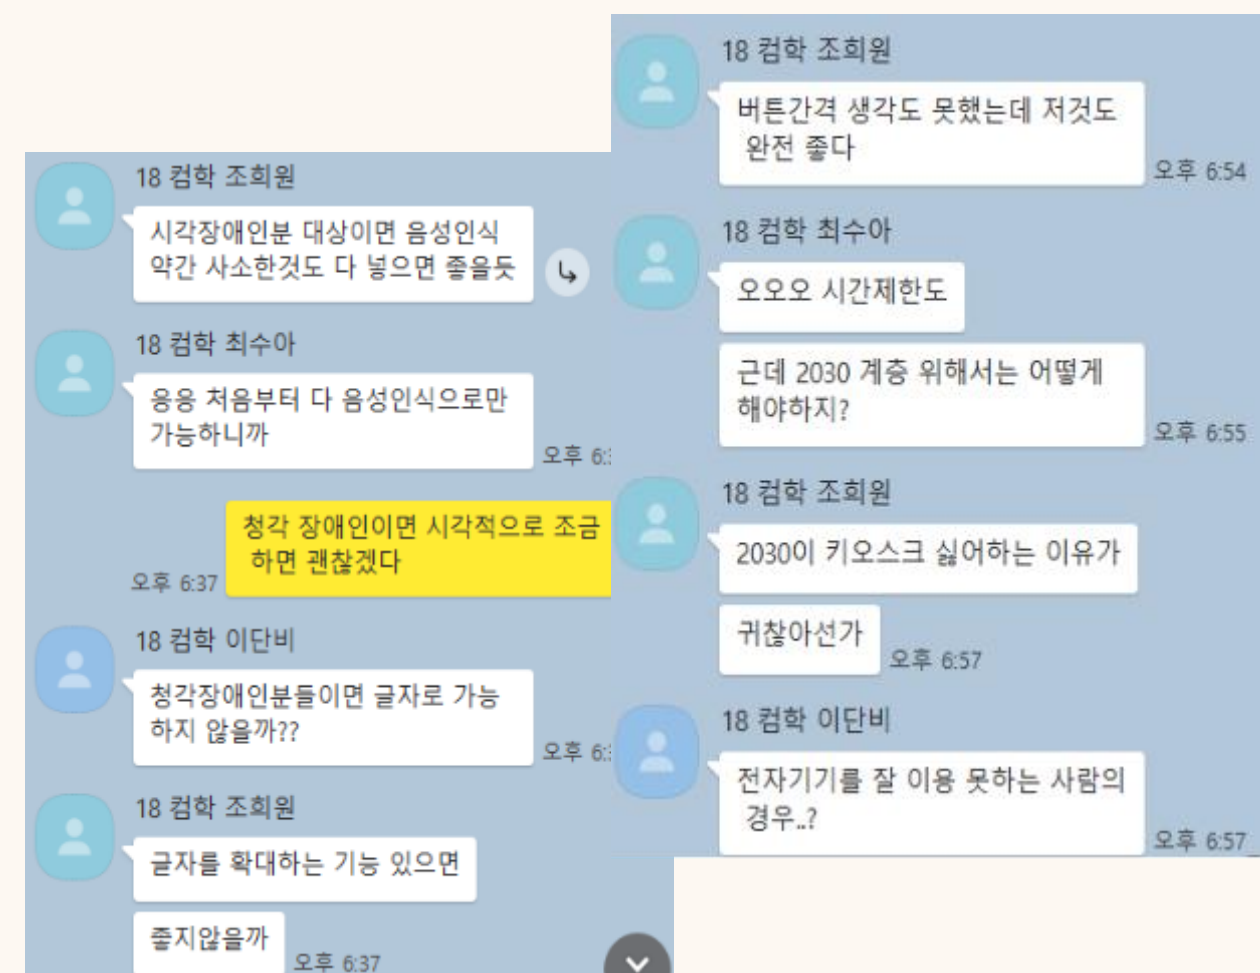 18 컴학 조희원
시각장애인분 대상이면 음성인식
약간 사소한것도 다 넣으면 좋을듯
18 컴학 최수아
응응 처음부터 다 음성인식으로만
가능하니까
오후 6:3
청각 장애인이면 시각적으로 조금
하면 괜찮겠다
오후 6:37
18 컴학 이단비
청각장애인분들이면 글자로 가능
하지 않을까??
오후 6:3
18 컴학 조희원
글자를 확대하는 기능 있으면
좋지않을까
오후 6:37
18 컴학 조희원
버튼간격 생각도 못했는데 저것도
완전 좋다
오후 6:54
18 컴학 최수아
오오오 시간제한도
근데 2030 계층 위해서는 어떻게
해야하지?
오후 6:55
18 컴학 조희원
2030이 키오스크 싫어하는 이유가
귀찮아선가
오후 6:57
18 컴학 이단비
전자기기를 잘 이용 못하는 사람의
경우..?
오후 6:57